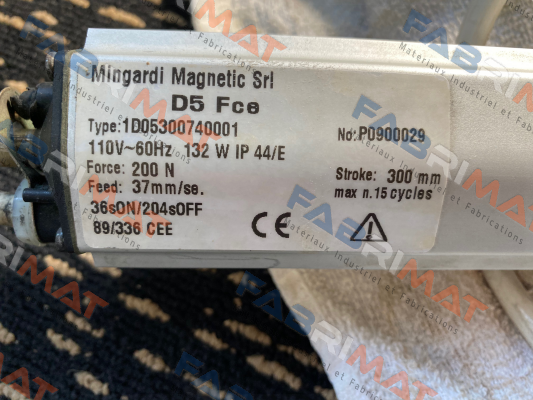 Mingardi Magnetic Srl
D5 Fce
Type:1D05300740001 No:P0900029
110V~60Hz 132 W IP 44/E
Force: 200 N Stroke: 300 mm
Feed: 37mm/se. max n.15 cycles
36sON/204sOFF
89/336 CEE CE
FABRIMAT
Materiaux Industriel et Fabrications